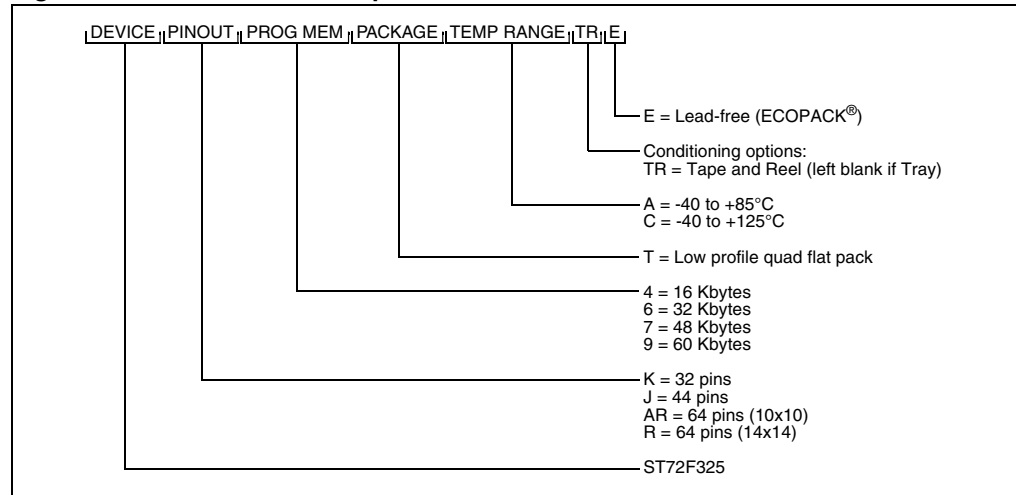 DEVICE PINOUT PROG MEM PACKAGE TEMP RANGE TR E
E = Lead-free (ECOPACK®)
Conditioning options:
TR = Tape and Reel (left blank if Tray)
A = -40 to +85°C
C = -40 to +125°C
T = Low profile quad flat pack
4 = 16 Kbytes
6 = 32 Kbytes
7 = 48 Kbytes
9 = 60 Kbytes
K = 32 pins
J = 44 pins
AR = 64 pins (10x10)
R = 64 pins (14x14)
ST72F325